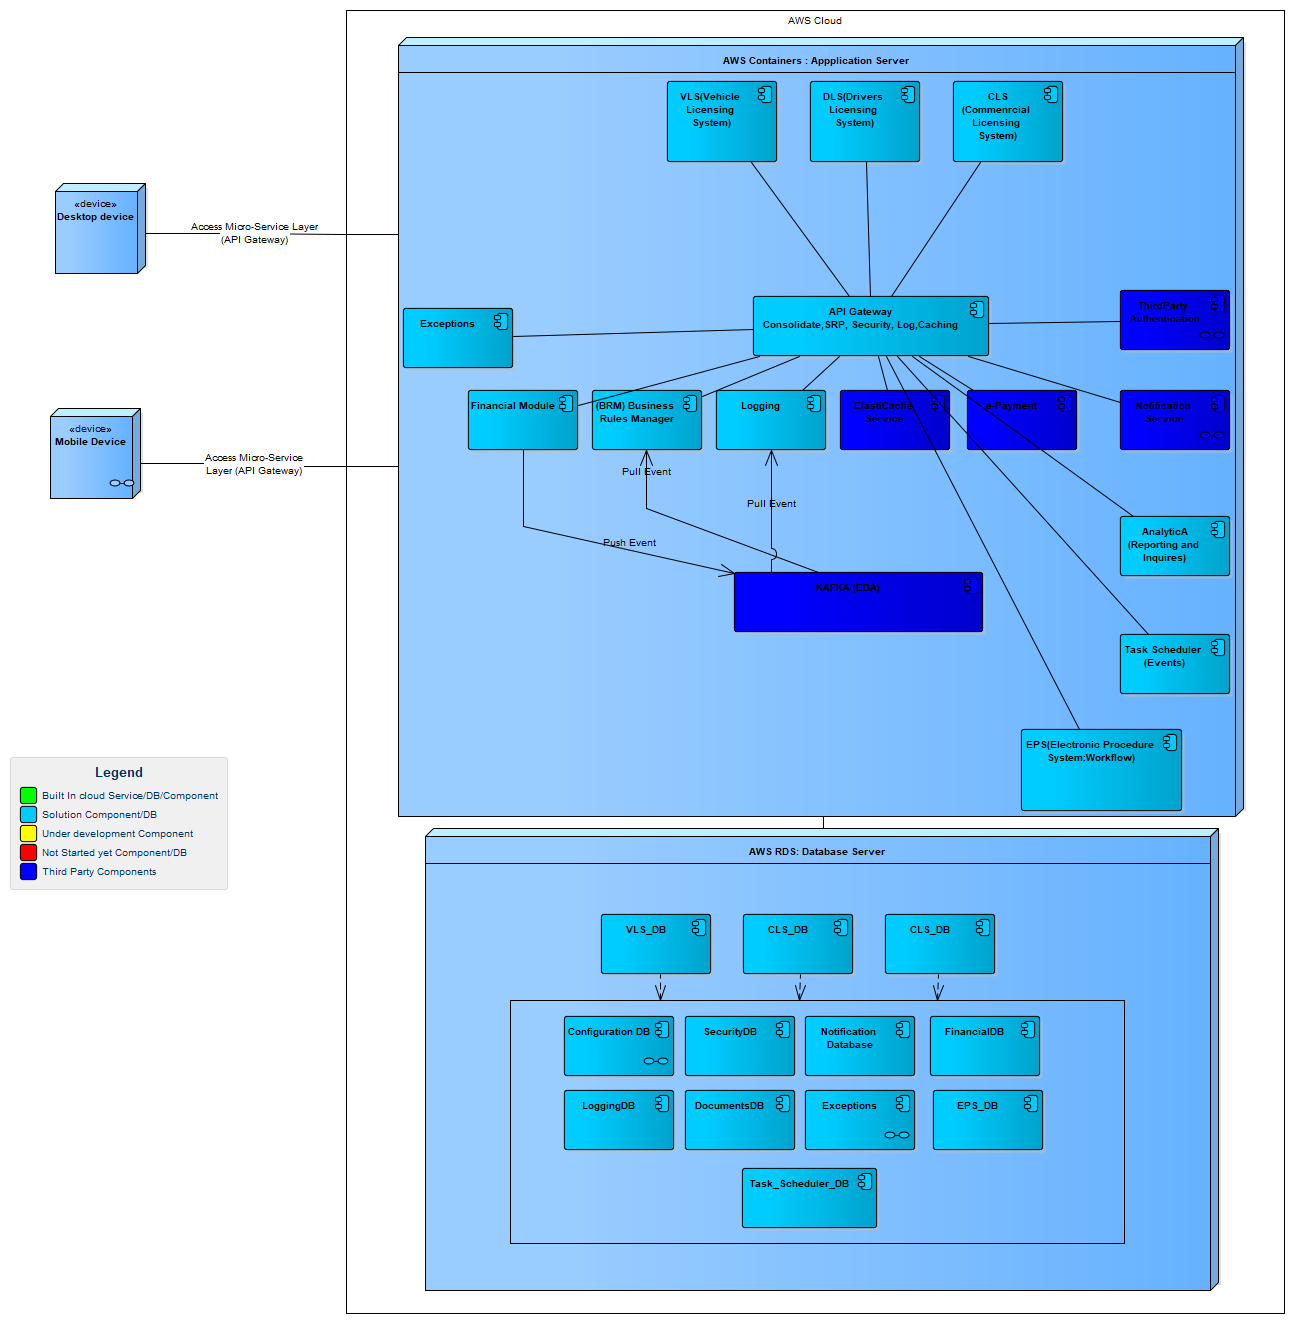 AWS Cloud
AWS Containers : Appplication Server
VLS(Vehicle
Licensing
System)
DLS(Drivers
Licensing
System)
CLS
(Commenrcial
Licensing
System)
«device»
Desktop device
Access Micro-Service Layer
(API Gateway)
API Gateway
Consolidate,SRP, Security, Log,Caching
Exceptions
ThirdParty
Authentication
Financial Module
(BRM) Business
Rules Manager
Logging
ElastiCache
Service
e-Payment
Notification
Service
«device»
Mobile Device
Access Micro-Service
Layer (API Gateway)
Pull Event
Pull Event
Push Event
AnalyticA
(Reporting and
Inquires)
KAFKA (EDA)
Task Scheduler
(Events)
EPS(Electronic Procedure
System:Workflow)
Legend
Built In cloud Service/DB/Component
Solution Component/DB
Under development Component
Not Started yet Component/DB
Third Party Components
AWS RDS: Database Server
VLS_DB
CLS_DB
CLS_DB
Configuration DB
SecurityDB
Notification
Database
FinancialDB
LoggingDB
DocumentsDB
Exceptions
EPS_DB
Task_Scheduler_DB